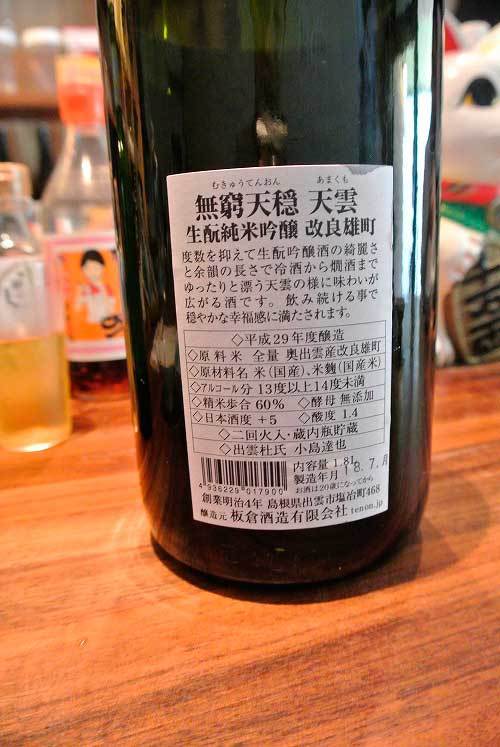 むきゅうてんおん あまくも
無窮天穏 天雲
生酛純米吟醸 改良雄町
度数を抑えて生酛吟醸酒の綺麗さ
と余韻の長さで冷酒から燗酒まで
ゆったりと漂う天雲の様に味わいが
広がる酒です。飲み続ける事で
穏やかな幸福感に満たされます。
◇平成29年度醸造
◇原料米 全量 奥出雲産改良雄町
◇原材料名 米(国産)、米麹(国産米)
◇アルコール分 13度以上14度未満
◇精米歩合 60% ◇酵母 無添加
◇日本酒度 +5 ◇酸度 1.4
◇二回火入・蔵内瓶貯蔵
◇出雲杜氏 小島達也
内容量 1.8L
製造年月 18.7.月
お酒は20歳になってから
4 936229 017900
創業明治4年 島根県出雲市塩冶町468
醸造元 板倉酒造有限会社 tenon.jp
の